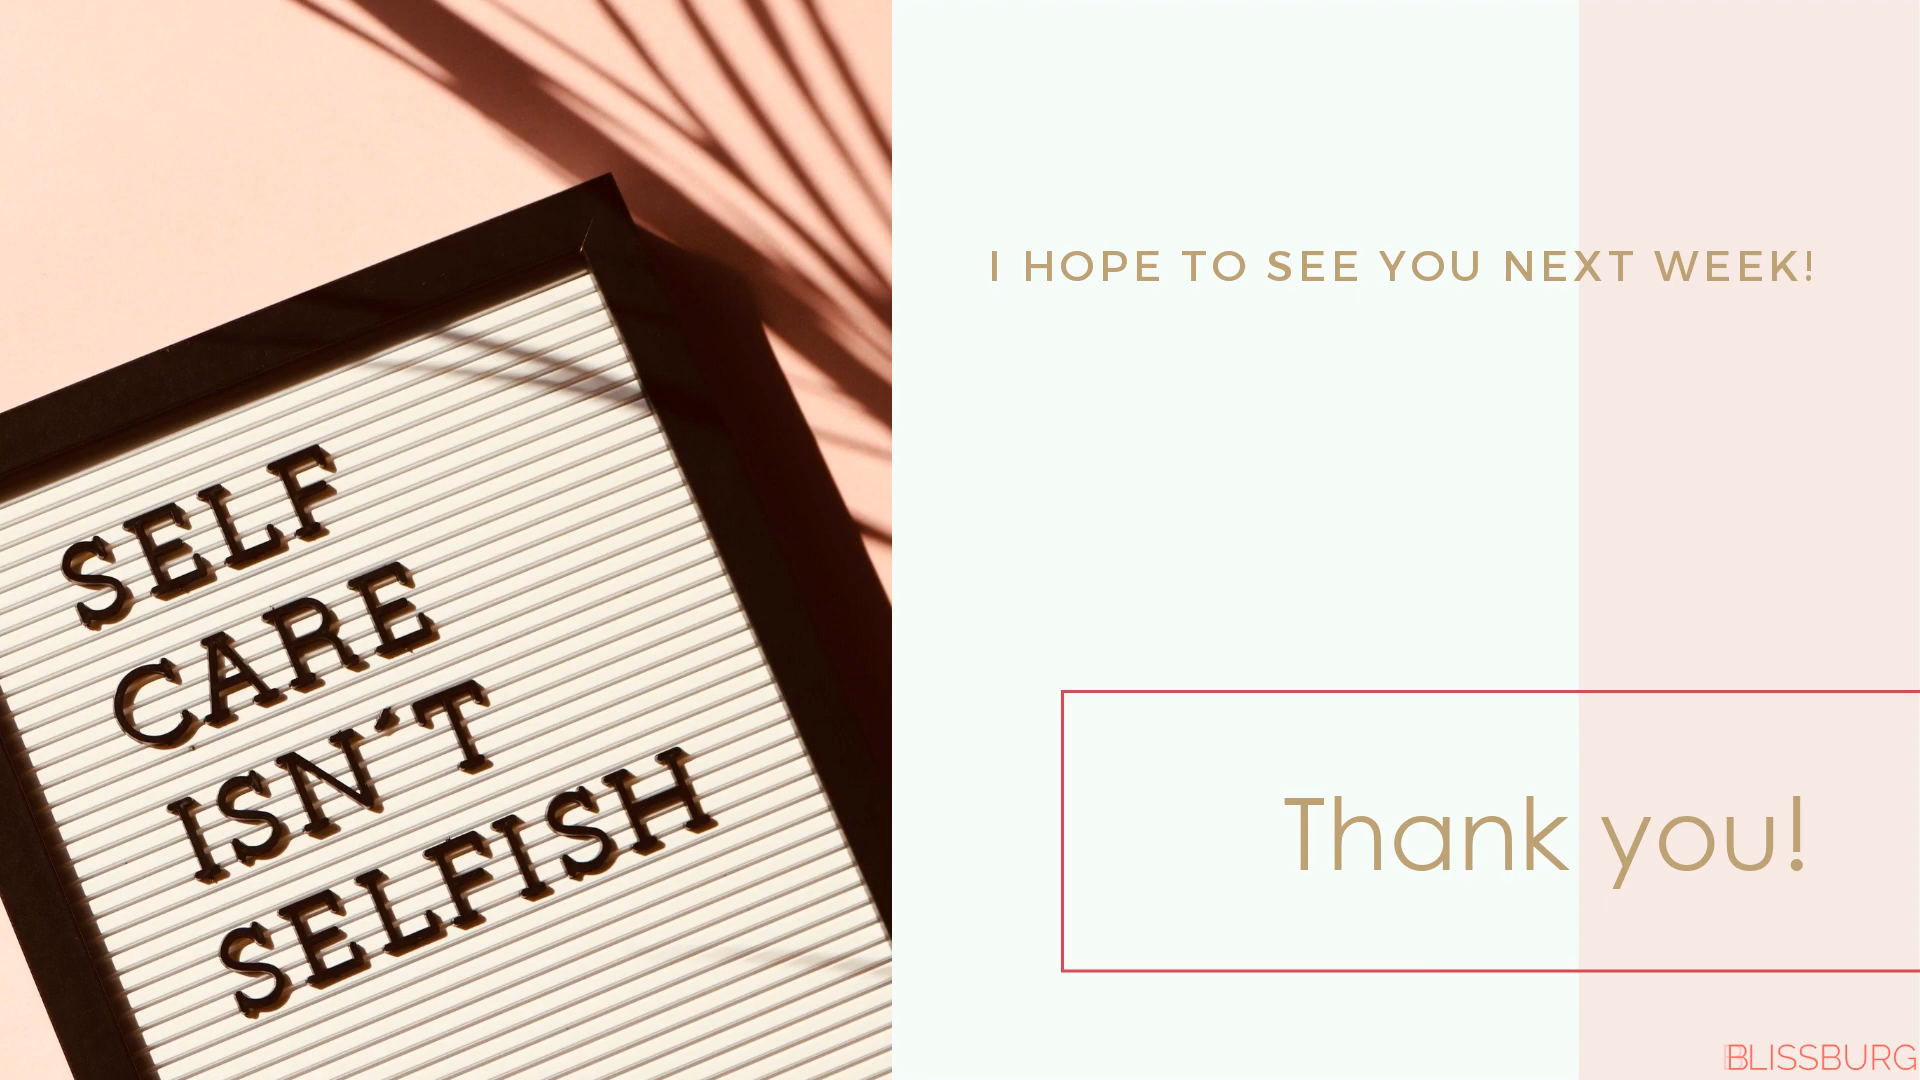 SELF
CARE
ISN'T
SELFISH
I HOPE TO SEE YOU NEXT WEEK!
Thank you!
BLISSBURG